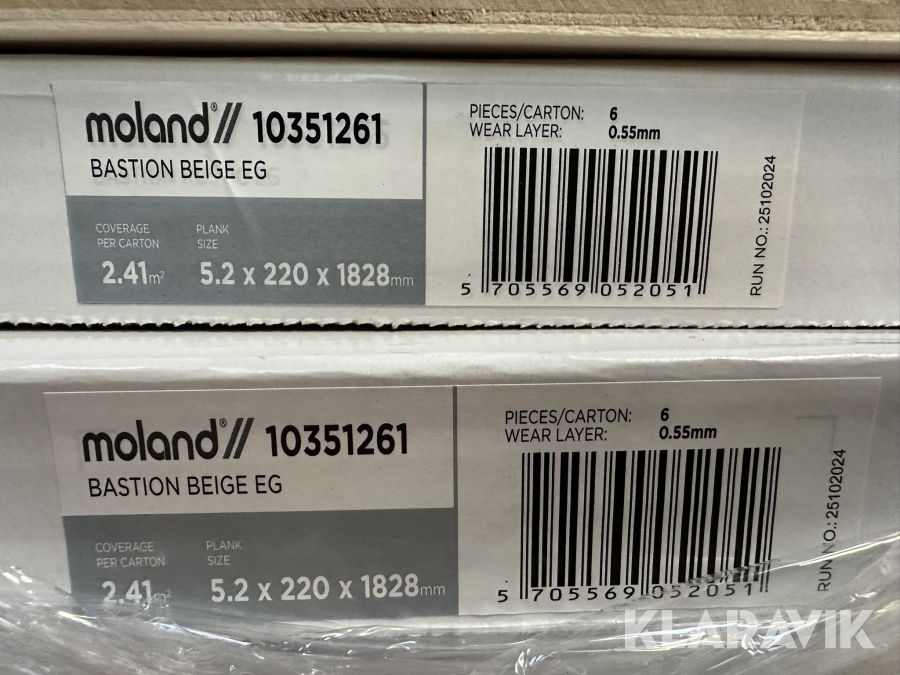 moland®// 10351261
BASTION BEIGE EG
COVERAGE PER CARTON
2.41m²
PLANK SIZE
5.2 x 220 x 1828mm
PIECES/CARTON: 6
WEAR LAYER: 0.55mm
5 705569 052051
RUN NO.: 25102024
moland®// 10351261
BASTION BEIGE EG
COVERAGE PER CARTON
2.41m²
PLANK SIZE
5.2 x 220 x 1828mm
PIECES/CARTON: 6
WEAR LAYER: 0.55mm
5 705569 052051
RUN NO.: 25102024
KLARAVIK